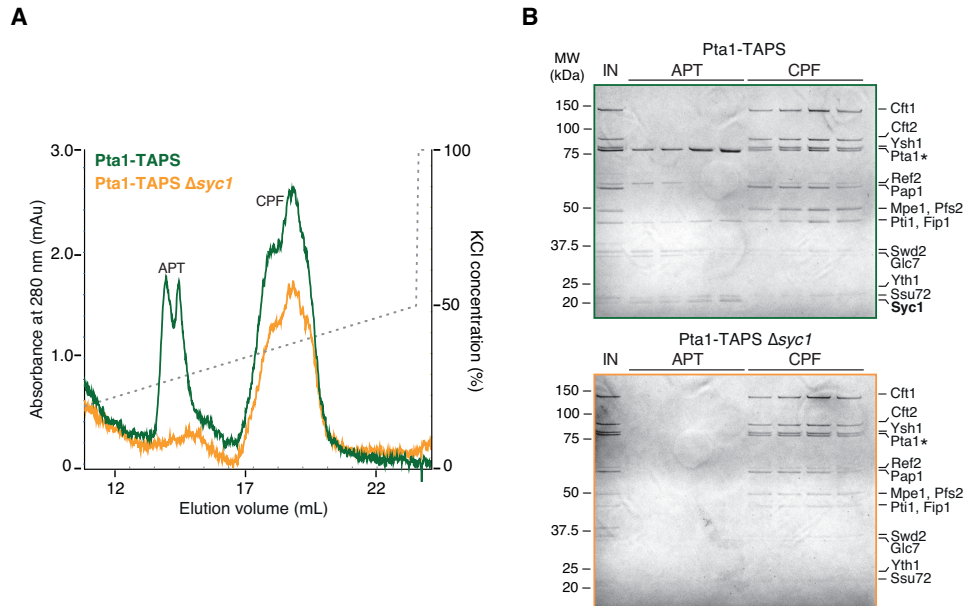 A
3.0
2.0
1.0
0
Absorbance at 280 nm (mAu)
Pta1-TAPS
Pta1-TAPS Δsyc1
APT
CPF
100
50
0
KCl concentration (%)
12
17
22
Elution volume (mL)
B
Pta1-TAPS
MW
(kDa)
IN
APT
CPF
150
100
75
50
37.5
25
20
Cft1
Cft2
Ysh1
Pta1*
Ref2
Pap1
Mpe1, Pfs2
Pti1, Fip1
Swd2
Glc7
Yth1
Ssu72
Syc1
Pta1-TAPS Δsyc1
IN
APT
CPF
150
100
75
50
37.5
25
20
Cft1
Cft2
Ysh1
Pta1*
Ref2
Pap1
Mpe1, Pfs2
Pti1, Fip1
Swd2
Glc7
Yth1
Ssu72